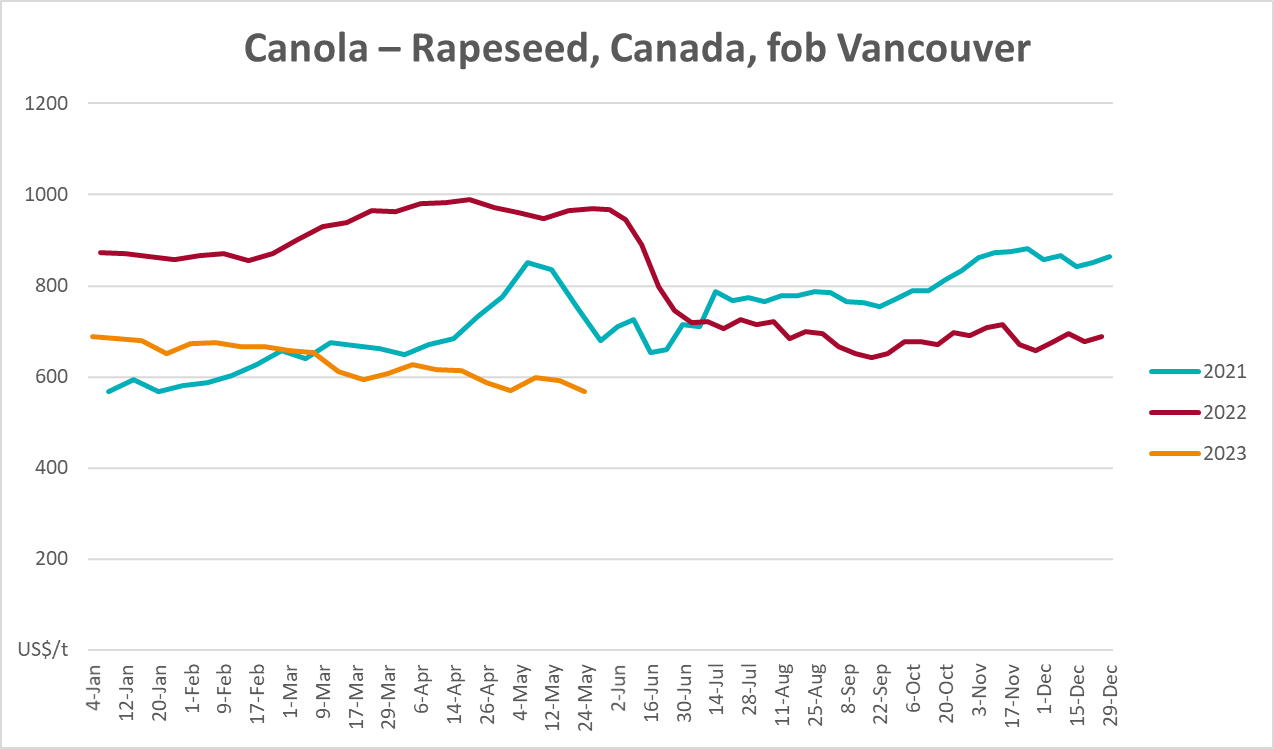 Canola – Rapeseed, Canada, fob Vancouver
1200
1000
800
600
400
200
US$/t
4-Jan
12-Jan
20-Jan
1-Feb
9-Feb
17-Feb
1-Mar
9-Mar
17-Mar
29-Mar
6-Apr
14-Apr
26-Apr
4-May
12-May
24-May
2-Jun
16-Jun
30-Jun
14-Jul
28-Jul
11-Aug
25-Aug
8-Sep
22-Sep
6-Oct
20-Oct
3-Nov
17-Nov
1-Dec
15-Dec
29-Dec
2021
2022
2023